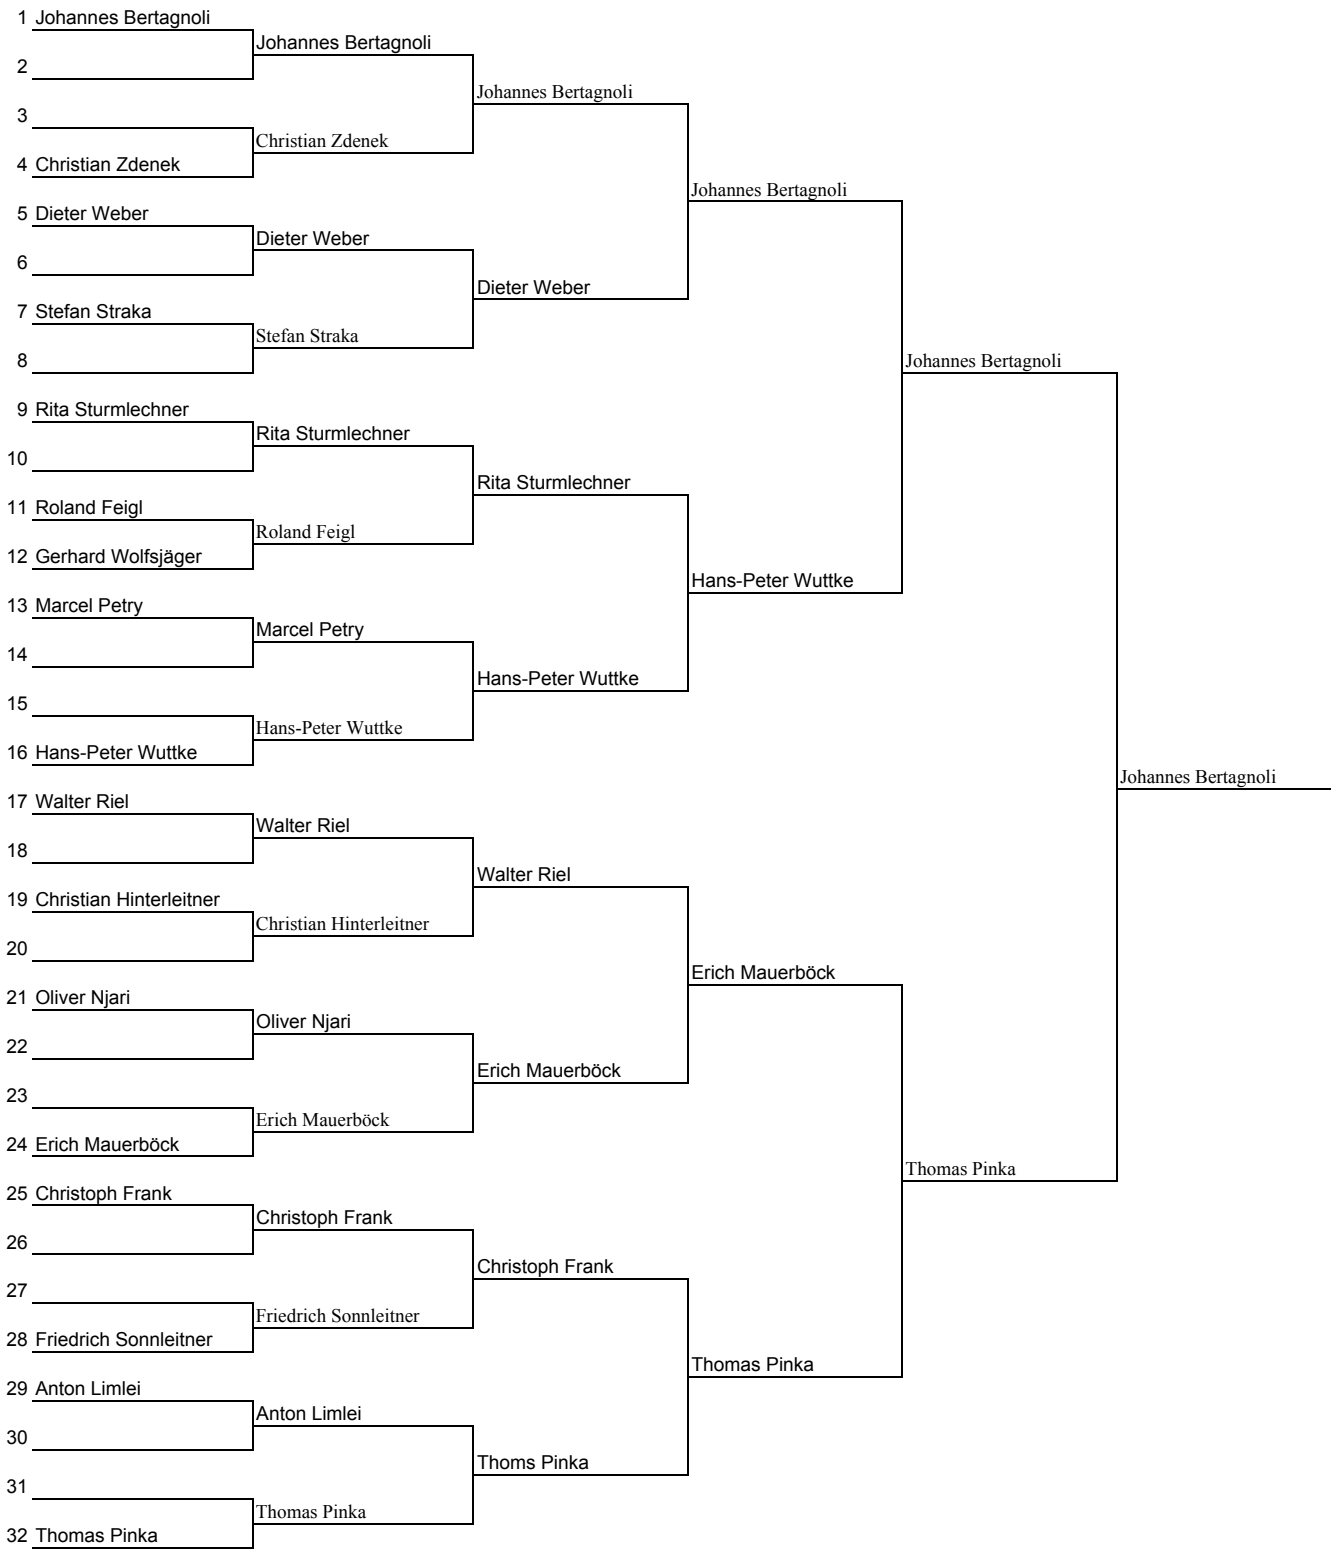 1 Johannes Bertagnoli
Johannes Bertagnoli
2
Johannes Bertagnoli
3
Christian Zdenek
4 Christian Zdenek
Johannes Bertagnoli
5 Dieter Weber
Dieter Weber
6
Dieter Weber
7 Stefan Straka
Stefan Straka
8
Johannes Bertagnoli
9 Rita Sturmlechner
Rita Sturmlechner
10
Rita Sturmlechner
11 Roland Feigl
Roland Feigl
12 Gerhard Wolfsjäger
Hans-Peter Wuttke
13 Marcel Petry
Marcel Petry
14
Hans-Peter Wuttke
15
Hans-Peter Wuttke
16 Hans-Peter Wuttke
Johannes Bertagnoli
17 Walter Riel
Walter Riel
18
Walter Riel
19 Christian Hinterleitner
Christian Hinterleitner
20
Erich Mauerböck
21 Oliver Njari
Oliver Njari
22
Erich Mauerböck
23
Erich Mauerböck
24 Erich Mauerböck
Thomas Pinka
25 Christoph Frank
Christoph Frank
26
Christoph Frank
27
Friedrich Sonnleitner
28 Friedrich Sonnleitner
Thomas Pinka
29 Anton Limlei
Anton Limlei
30
Thoms Pinka
31
Thomas Pinka
32 Thomas Pinka